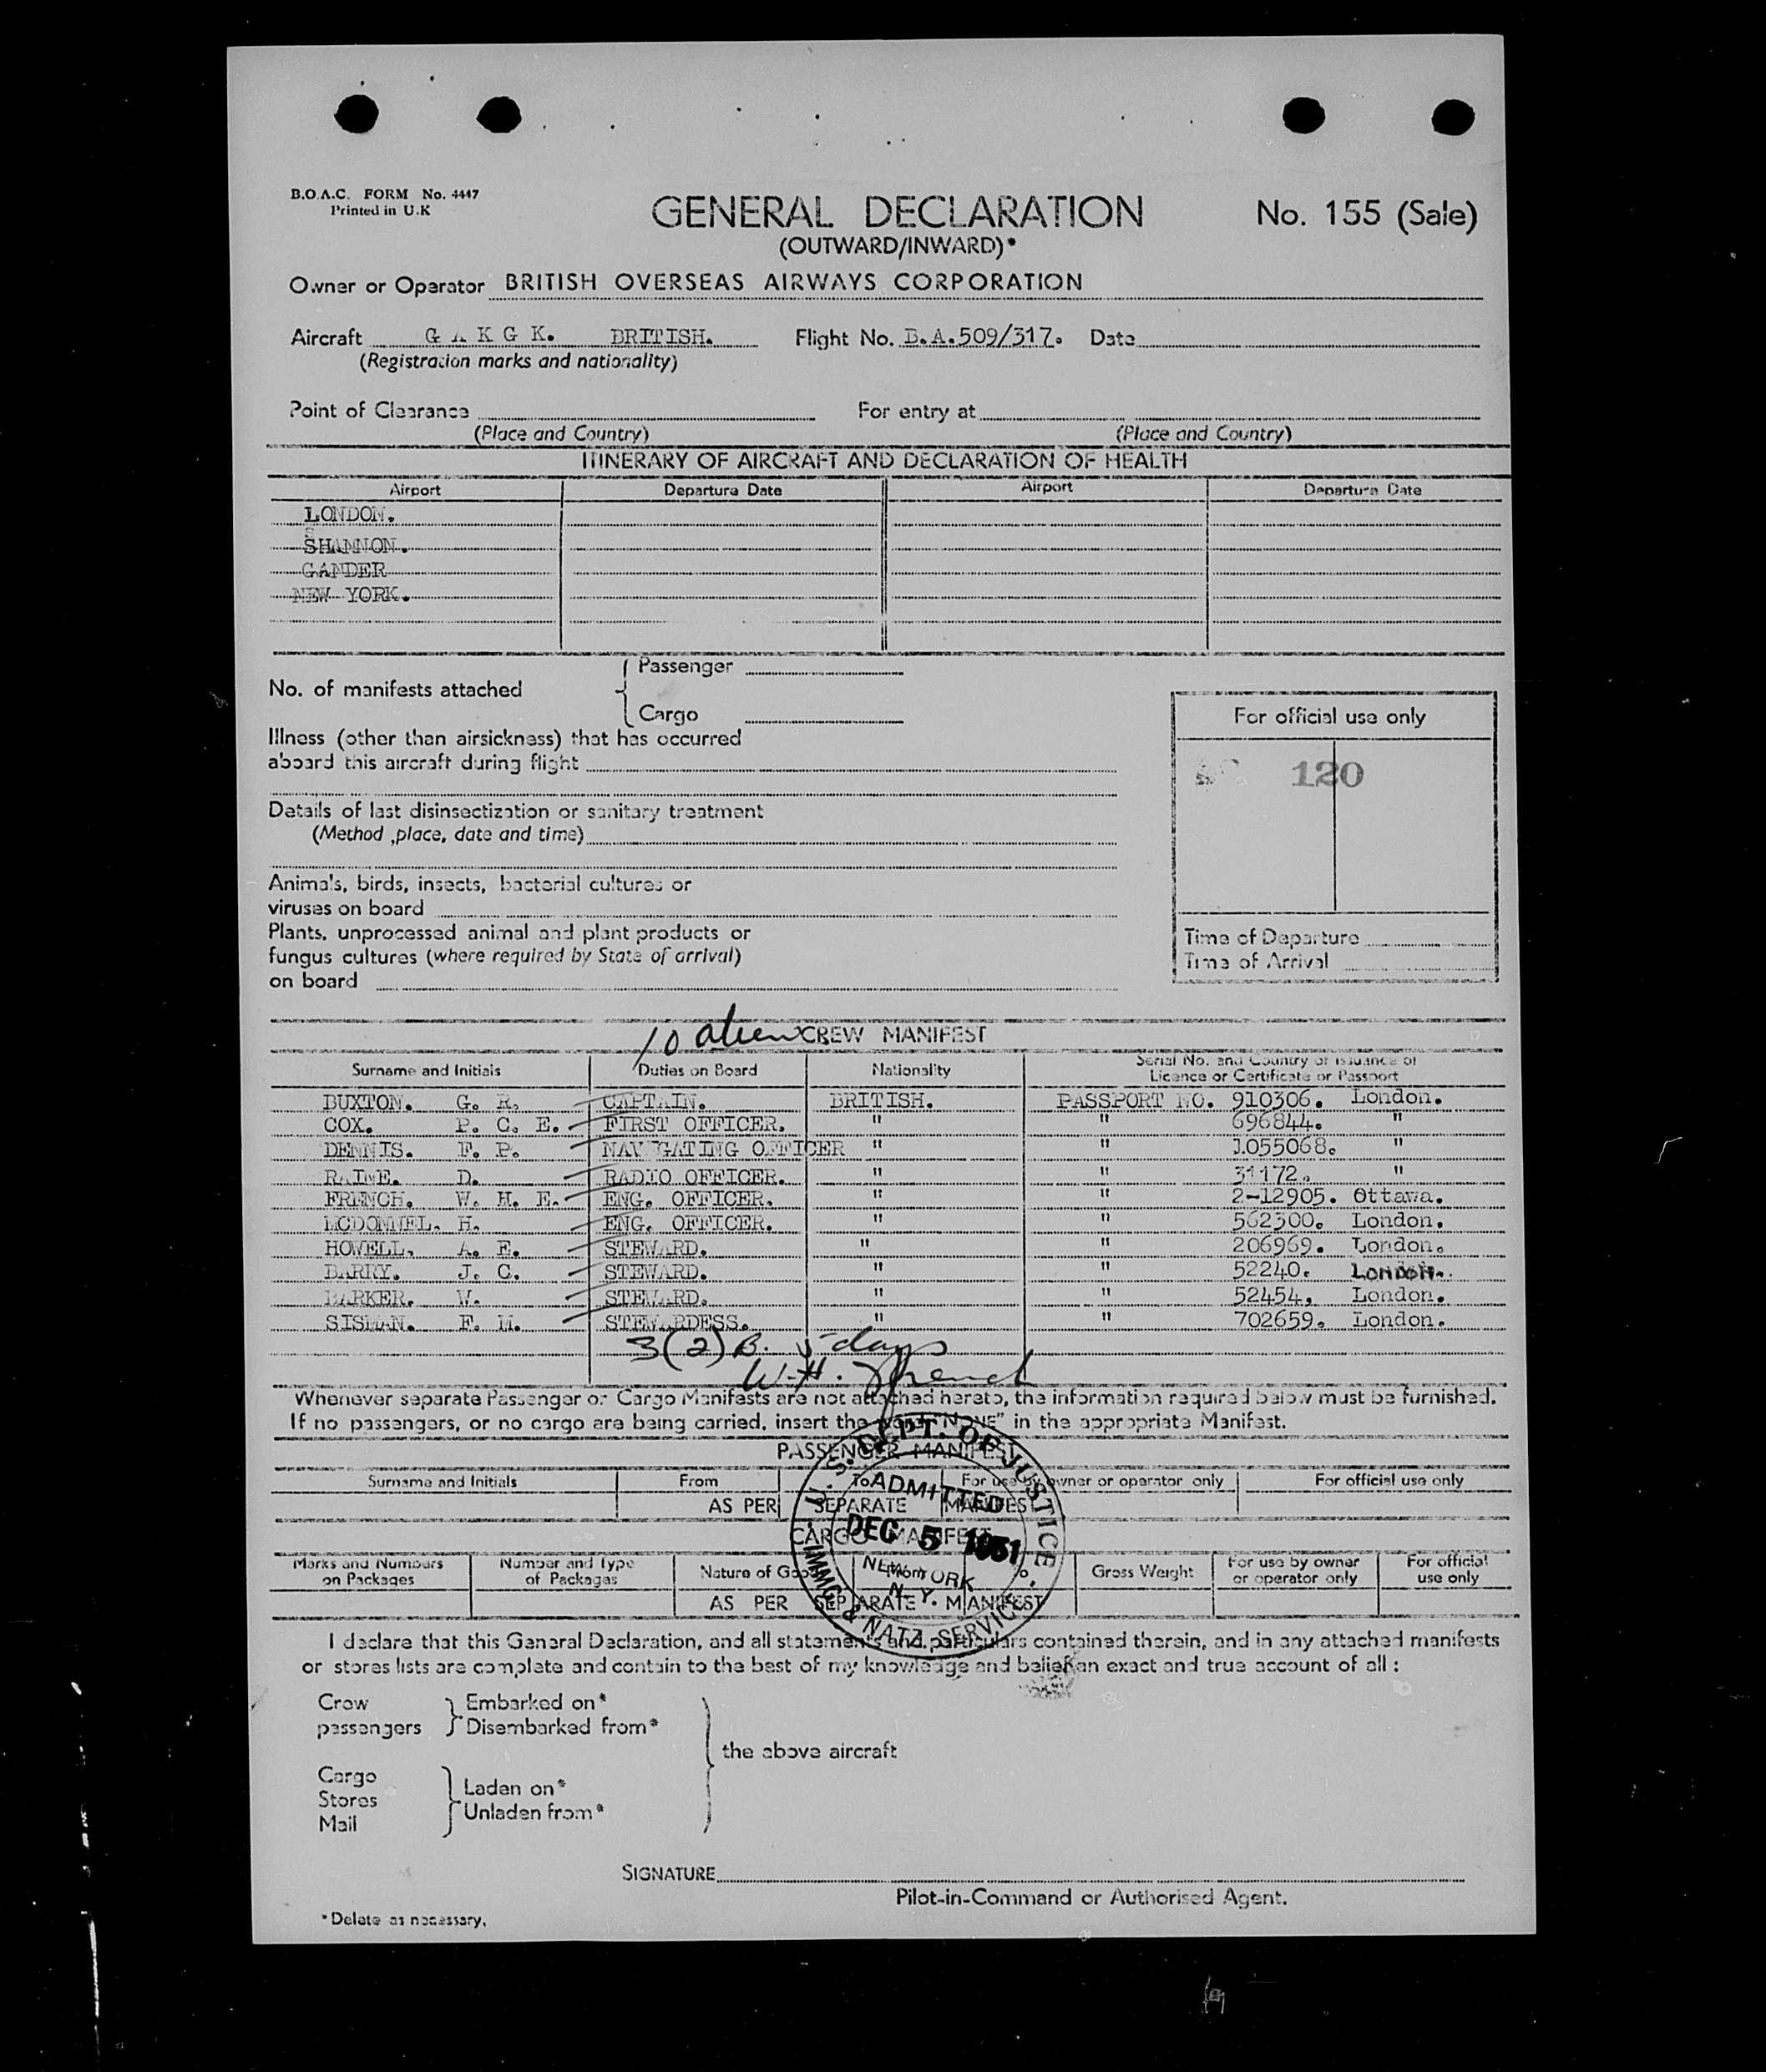 B.O.A.C. FORM No. 4447
Printed in U.K
GENERAL DECLARATION No. 155 (Sale)
(OUTWARD/INWARD)*
Owner or Operator BRITISH OVERSEAS AIRWAYS CORPORATION
Aircraft G A K G K. BRITISH. Flight No. B.A.509/317. Date
(Registration marks and nationality)
Point of Clearance For entry at
(Place and Country) (Place and Country)
ITINERARY OF AIRCRAFT AND DECLARATION OF HEALTH
Airport Departure Date Airport Departure Date
LONDON.
SHANNON.
GANDER
NEW YORK.
No. of manifests attached { Passenger
Cargo
For official use only
120
Illness (other than airsickness) that has occurred
aboard this aircraft during flight
Details of last disinsectization or sanitary treatment
(Method ,place, date and time)
Animals, birds, insects, bacterial cultures or
viruses on board
Plants, unprocessed animal and plant products or
fungus cultures (where required by State of arrival)
on board
Time of Departure
Time of Arrival
10 alien CREW MANIFEST
Surname and Initials Duties on Board Nationality Serial No. and Country of issuance of
Licence or Certificate or Passport
BUXTON. G. R. CAPTAIN. BRITISH. PASSPORT NO. 910306. London.
COX. P. C. E. FIRST OFFICER. " " 696844. "
DENNIS. F. P. NAVIGATING OFFICER " " 1055068. "
RAINE. D. RADIO OFFICER. " " 31172. "
FRENCH. W. H. E. ENG. OFFICER. " " 2-12905. Ottawa.
MCDONNEL. H. ENG. OFFICER. " " 562300. London.
HOWELL. A. E. STEWARD. " " 206969. London.
BARRY. J. C. STEWARD. " " 52240. London.
BARKER. W. STEWARD. " " 52454. London.
SISMAN. F. M. STEWARDESS. " " 702659. London.
3(2)B. 5 days
W.H. French
Whenever separate Passenger or Cargo Manifests are not attached hereto, the information required below must be furnished.
If no passengers, or no cargo are being carried, insert the word "NONE" in the appropriate Manifest.
PASSENGER MANIFEST
Surname and Initials From To For use by owner or operator only For official use only
AS PER SEPARATE MANIFEST
CARGO MANIFEST
Marks and Numbers on Packages Number and Type of Packages Nature of Goods From To Gross Weight For use by owner or operator only For official use only
AS PER SEPARATE MANIFEST
U. S. DEPT. OF JUSTICE
ADMITTED
DEC 5 1951
NEW YORK,
N. Y.
IMMIGR. & NATZ. SERVICE
I declare that this General Declaration, and all statements and particulars contained therein, and in any attached manifests
or stores lists are complete and contain to the best of my knowledge and belief an exact and true account of all :
Crew } Embarked on*
passengers } Disembarked from*
the above aircraft
Cargo
Stores } Laden on*
Mail } Unladen from*
SIGNATURE
Pilot-in-Command or Authorised Agent.
*Delete as necessary.